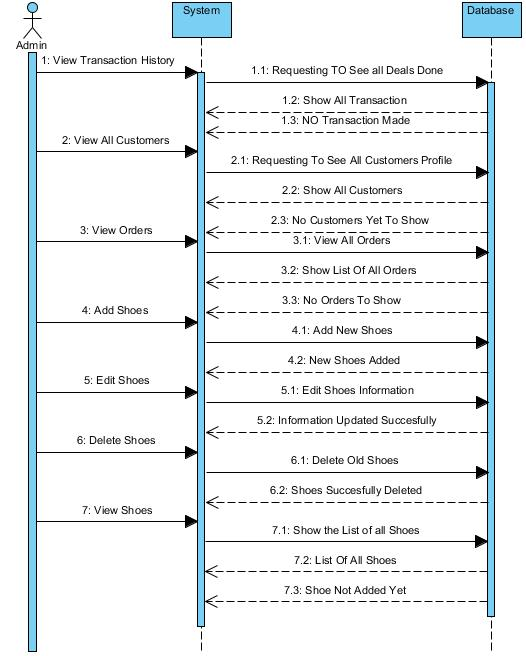 System
Database
Admin
1: View Transaction History
1.1: Requesting TO See all Deals Done
1.2: Show All Transaction
1.3: NO Transaction Made
2: View All Customers
2.1: Requesting To See All Customers Profile
2.2: Show All Customers
2.3: No Customers Yet To Show
3: View Orders
3.1: View All Orders
3.2: Show List Of All Orders
3.3: No Orders To Show
4: Add Shoes
4.1: Add New Shoes
4.2: New Shoes Added
5: Edit Shoes
5.1: Edit Shoes Information
5.2: Information Updated Succesfully
6: Delete Shoes
6.1: Delete Old Shoes
6.2: Shoes Succesfully Deleted
7: View Shoes
7.1: Show the List of all Shoes
7.2: List Of All Shoes
7.3: Shoe Not Added Yet